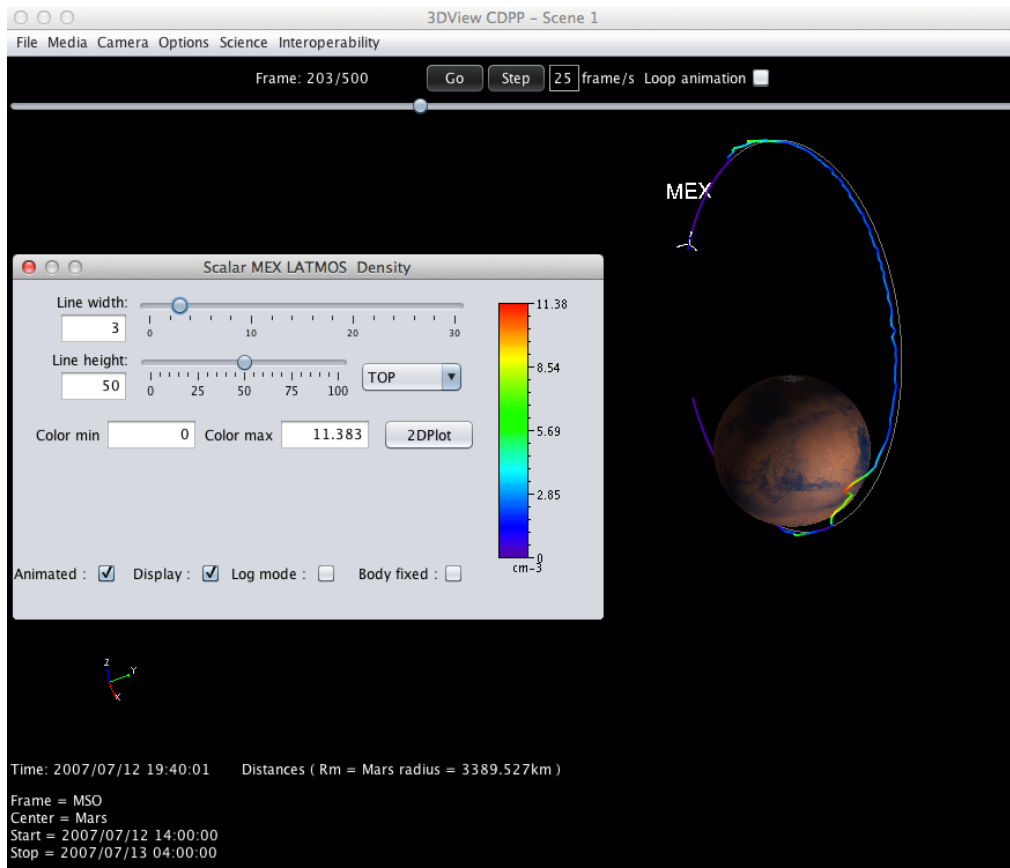 3DView CDPP – Scene 1
File Media Camera Options Science Interoperability
Frame: 203/500 Go Step 25 frame/s Loop animation
MEX
Scalar MEX LATMOS Density
Line width:
3
0 10 20 30
Line height:
50
0 25 50 75 100
TOP
Color min 0 Color max 11.383 2DPlot
11.38
8.54
5.69
2.85
0
cm-3
Animated : Display : Log mode : Body fixed :
Z
Y
X
Time: 2007/07/12 19:40:01 Distances ( Rm = Mars radius = 3389.527km )
Frame = MSO
Center = Mars
Start = 2007/07/12 14:00:00
Stop = 2007/07/13 04:00:00